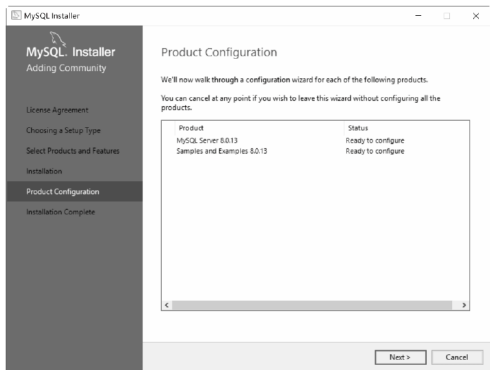 MySQL Installer
MySQL. Installer
Adding Community
License Agreement
Choosing a Setup Type
Select Products and Features
Installation
Product Configuration
Installation Complete
Product Configuration
We'll now walk through a configuration wizard for each of the following products.
You can cancel at any point if you wish to leave this wizard without configuring all the
products.
Product Status
MySQL Server 8.0.13 Ready to configure
Samples and Examples 8.0.13 Ready to configure
Next > Cancel